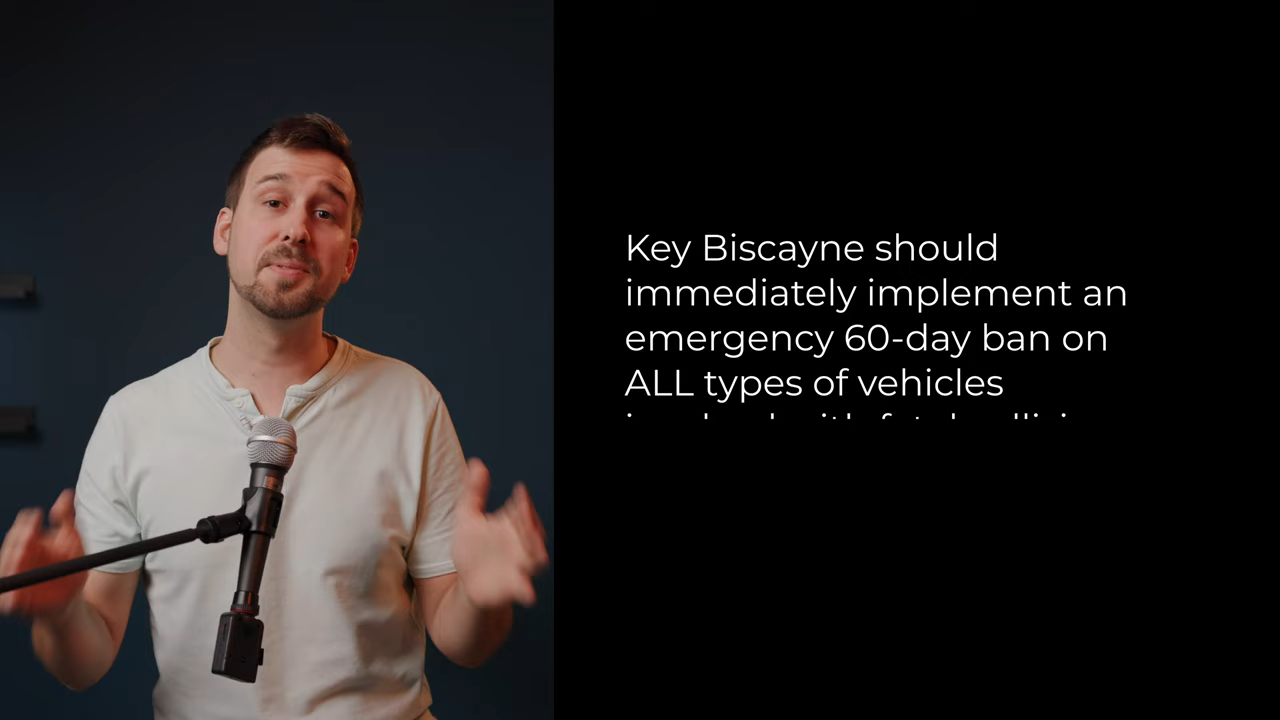 Key Biscayne should
immediately implement an
emergency 60-day ban on
ALL types of vehicles